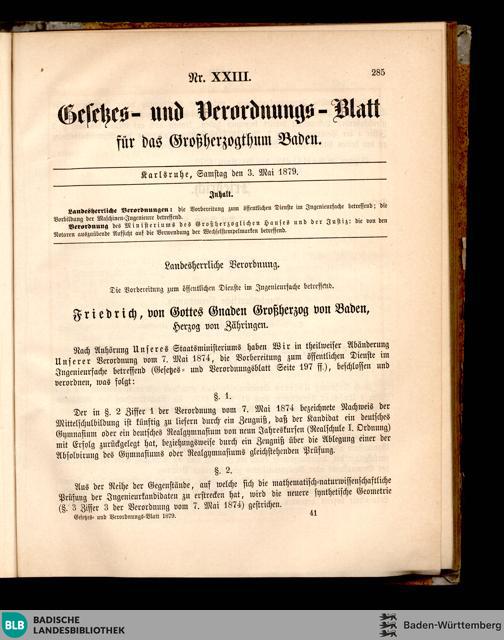 Nr. XXIII.
285
Gesetzes- und Verordnungs-Blatt
für das Großherzogthum Baden.
Karlsruhe, Samstag den 3. Mai 1879.
Inhalt.
Landesherrliche Verordnungen: die Vorbereitung zum öffentlichen Dienste im Ingenieurfache betreffend; die
Vorbildung der Maschinen-Ingenieure betreffend.
Verordnung des Ministeriums des Großherzoglichen Hauses und der Justiz: die von den
Notaren auszuübende Aufsicht auf die Verwendung der Wechselstempelmarken betreffend.
Landesherrliche Verordnung.
Die Vorbereitung zum öffentlichen Dienste im Ingenieurfache betreffend.
Friedrich, von Gottes Gnaden Großherzog von Baden,
Herzog von Zähringen.
Nach Anhörung Unseres Staatsministeriums haben Wir in theilweiser Abänderung
Unserer Verordnung vom 7. Mai 1874, die Vorbereitung zum öffentlichen Dienste im
Ingenieurfache betreffend (Gesetzes- und Verordnungsblatt Seite 197 ff.), beschlossen und
verordnen, was folgt:
§. 1.
Der in §. 2 Ziffer 1 der Verordnung vom 7. Mai 1874 bezeichnete Nachweis der
Mittelschulbildung ist künftig zu liefern durch ein Zeugniß, daß der Kandidat ein deutsches
Gymnasium oder ein deutsches Realgymnasium von neun Jahreskursen (Realschule I. Ordnung)
mit Erfolg zurückgelegt hat, beziehungsweise durch ein Zeugniß über die Ablegung einer der
Absolvirung des Gymnasiums oder Realgymnasiums gleichstehenden Prüfung.
§. 2.
Aus der Reihe der Gegenstände, auf welche sich die mathematisch-naturwissenschaftliche
Prüfung der Ingenieurkandidaten zu erstrecken hat, wird die neuere synthetische Geometrie
(§. 3 Ziffer 3 der Verordnung vom 7. Mai 1874) gestrichen.
Gesetzes- und Verordnungs-Blatt 1879.
41
BLB
BADISCHE
LANDESBIBLIOTHEK
Baden-Württemberg